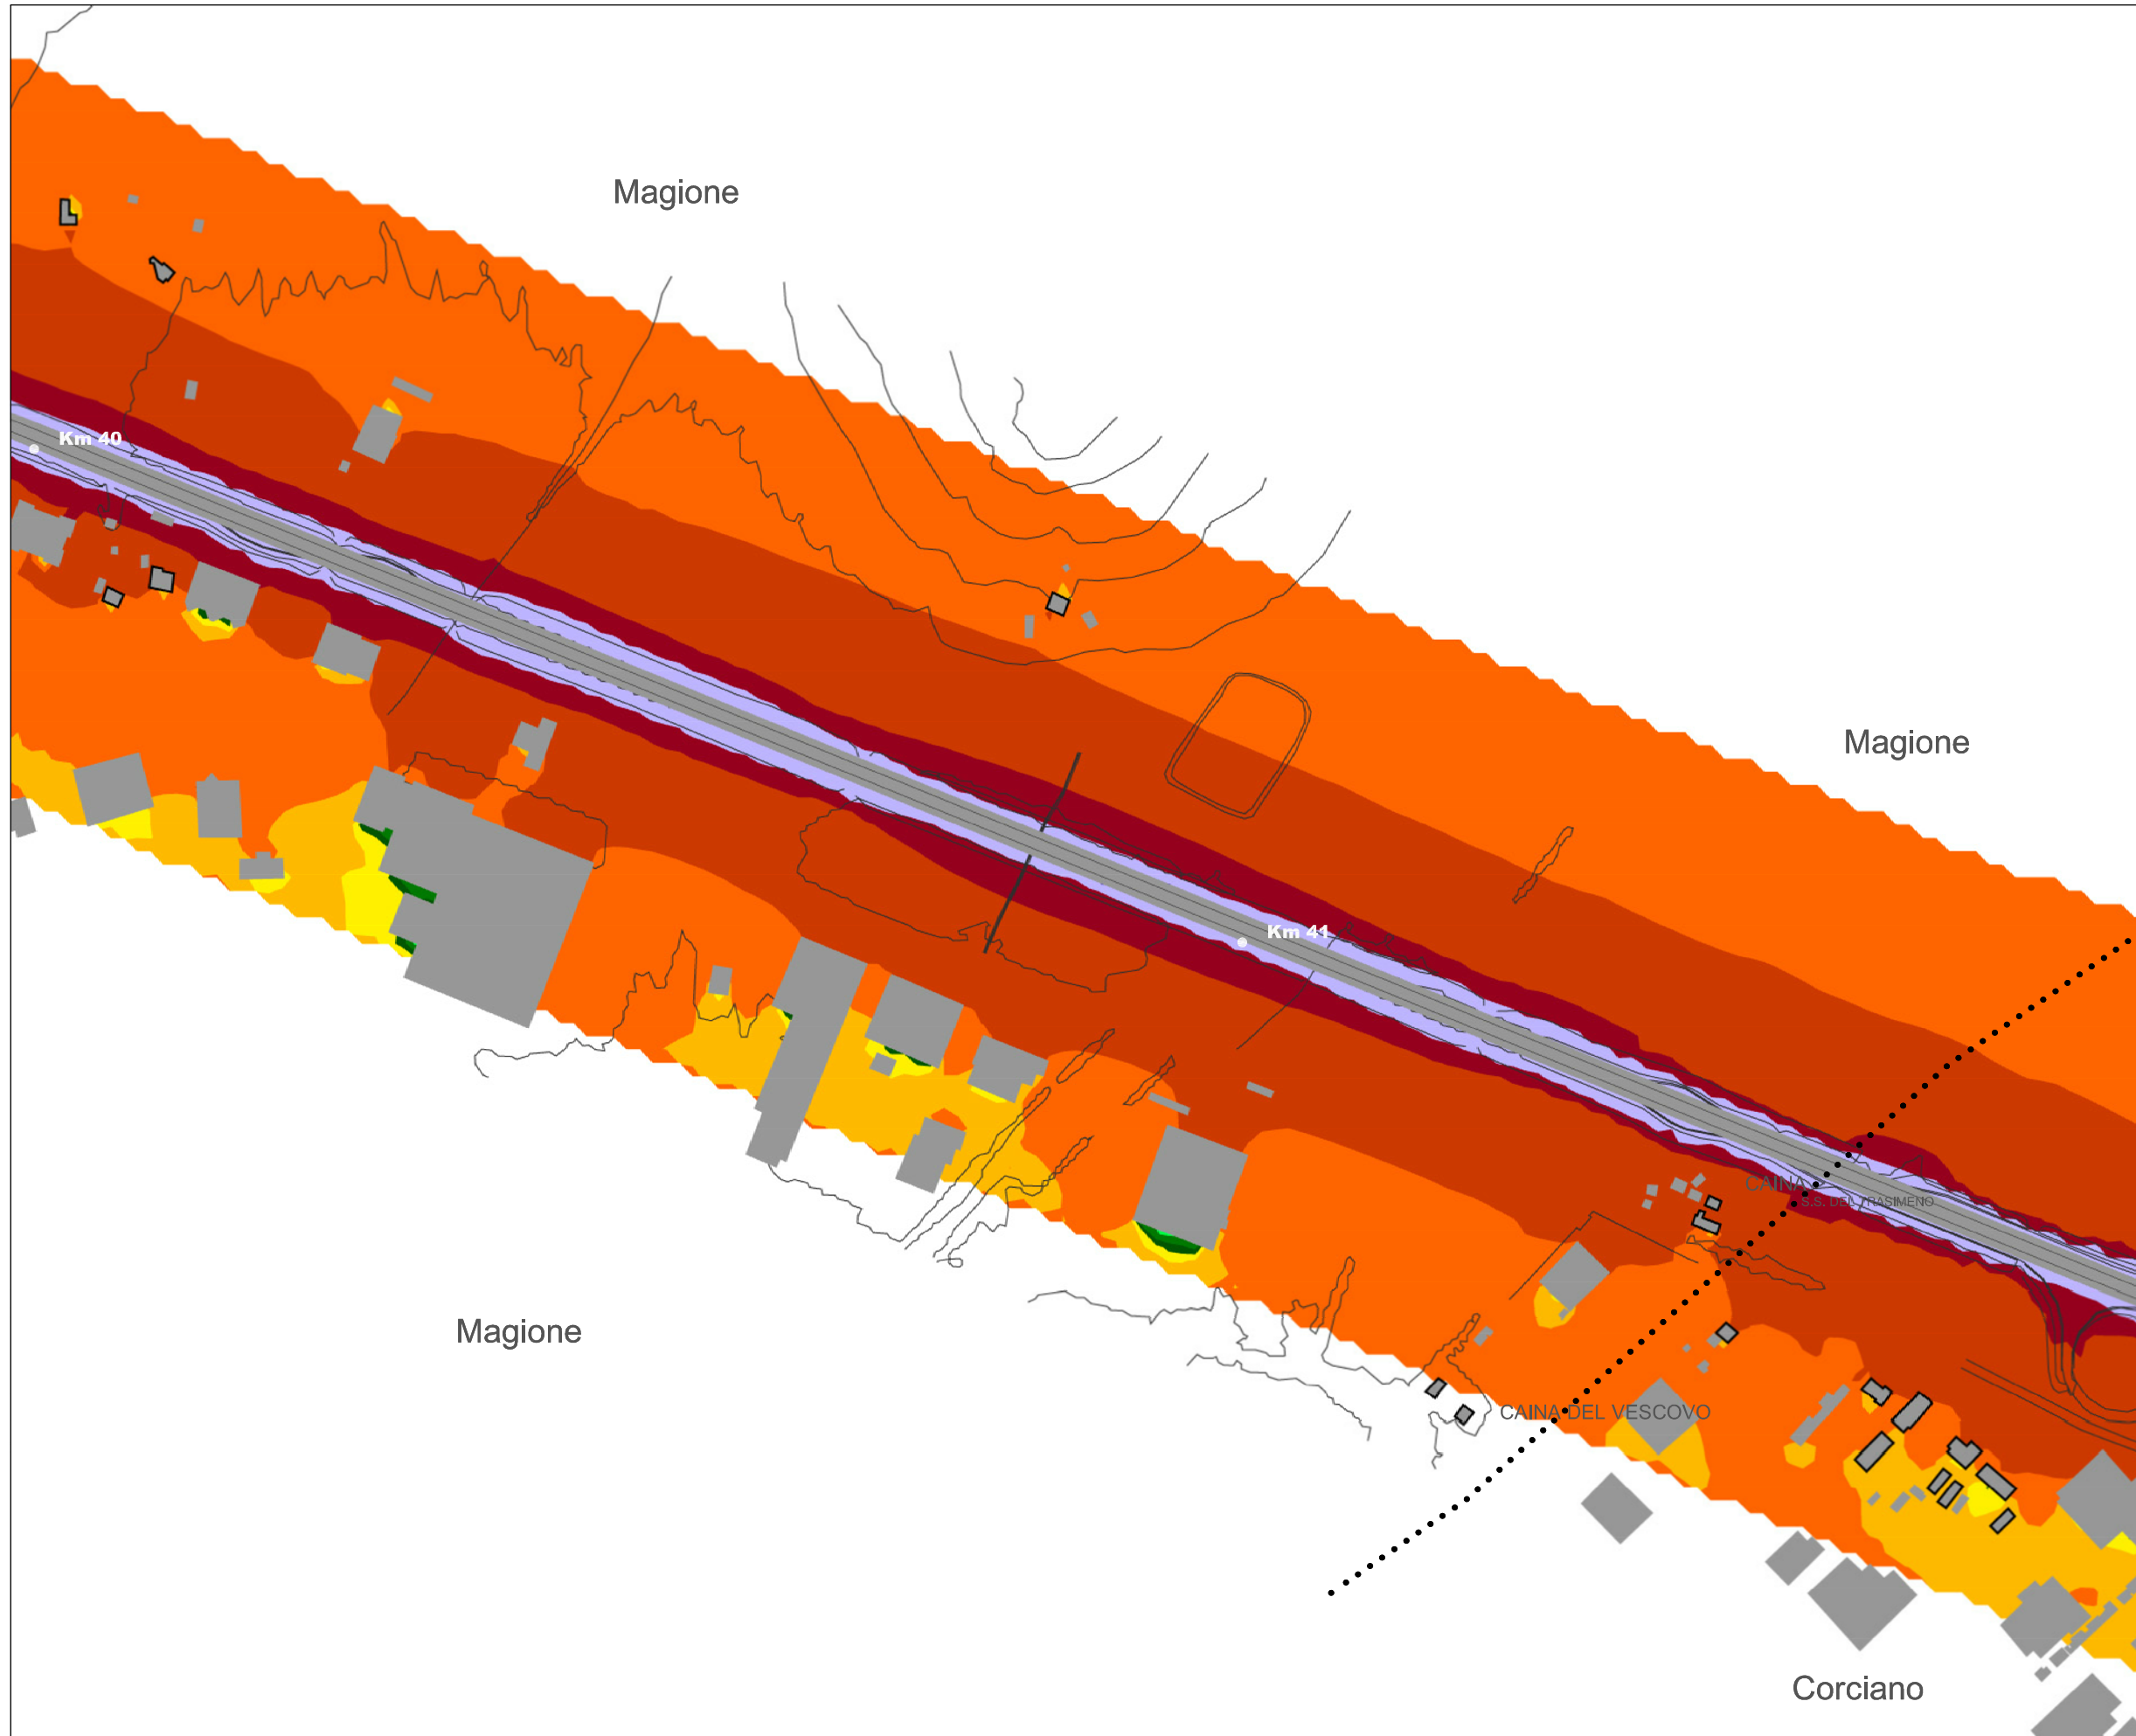 Magione
Km 40
Magione
Km 41
CAINA
S.S. DEL TRASIMENO
Magione
CAINA DEL VESCOVO
Corciano